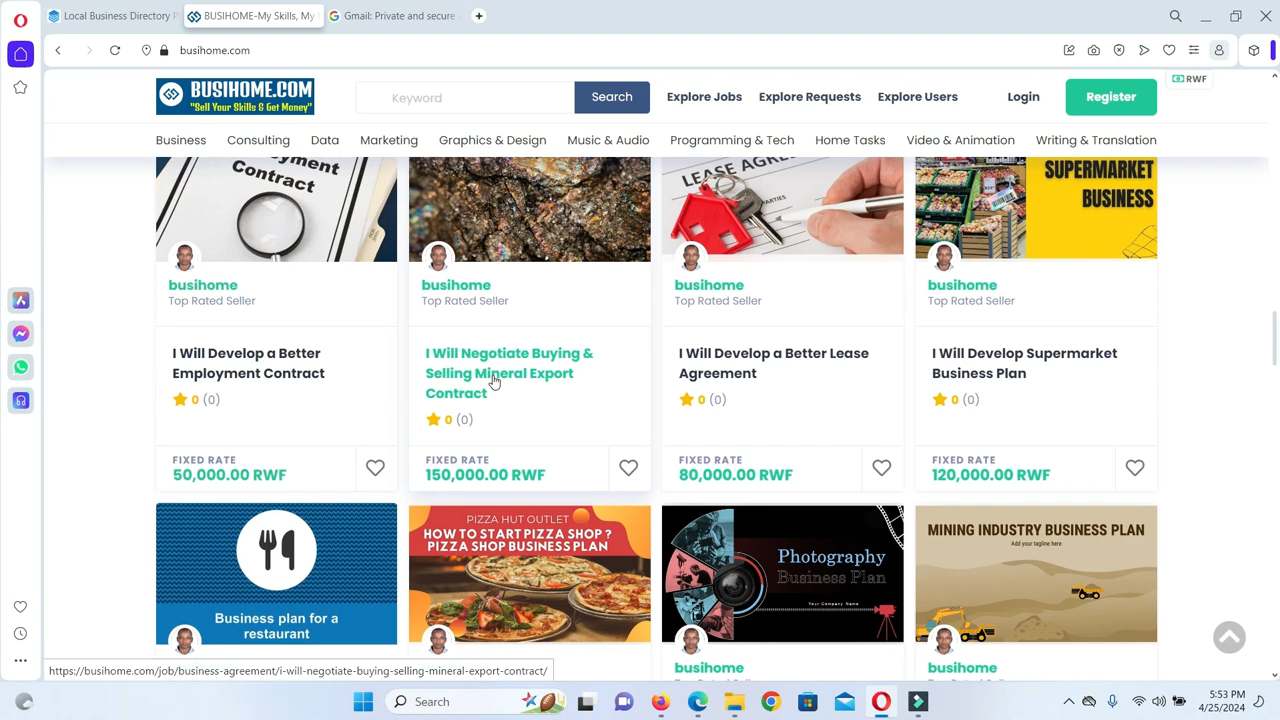 Local Business Directory P
BUSIHOME-My Skills, My
Gmail: Private and secure
busihome.com
RWF
BUSIHOME.COM
"Sell Your Skills & Get Money"
Keyword
Search
Explore Jobs
Explore Requests
Explore Users
Login
Register
Business
Consulting
Data
Marketing
Graphics & Design
Music & Audio
Programming & Tech
Home Tasks
Video & Animation
Writing & Translation
Contract
LEASE AGREE
PARTIES
SUPERMARKET
BUSINESS
busihome
Top Rated Seller
busihome
Top Rated Seller
busihome
Top Rated Seller
busihome
Top Rated Seller
I Will Develop a Better
Employment Contract
0 (0)
I Will Negotiate Buying &
Selling Mineral Export
Contract
0 (0)
I Will Develop a Better Lease
Agreement
0 (0)
I Will Develop Supermarket
Business Plan
0 (0)
FIXED RATE
50,000.00 RWF
FIXED RATE
150,000.00 RWF
FIXED RATE
80,000.00 RWF
FIXED RATE
120,000.00 RWF
Business plan for a
restaurant
PIZZA HUT OUTLET
HOW TO START PIZZA SHOP ?
PIZZA SHOP BUSINESS PLAN
Photography
Business Plan
Your Company Name
MINING INDUSTRY BUSINESS PLAN
Add your tagline here
busihome
busihome
https://busihome.com/job/business-agreement/i-will-negotiate-buying-selling-mineral-export-contract/
Search
5:53 PM
4/25/2024